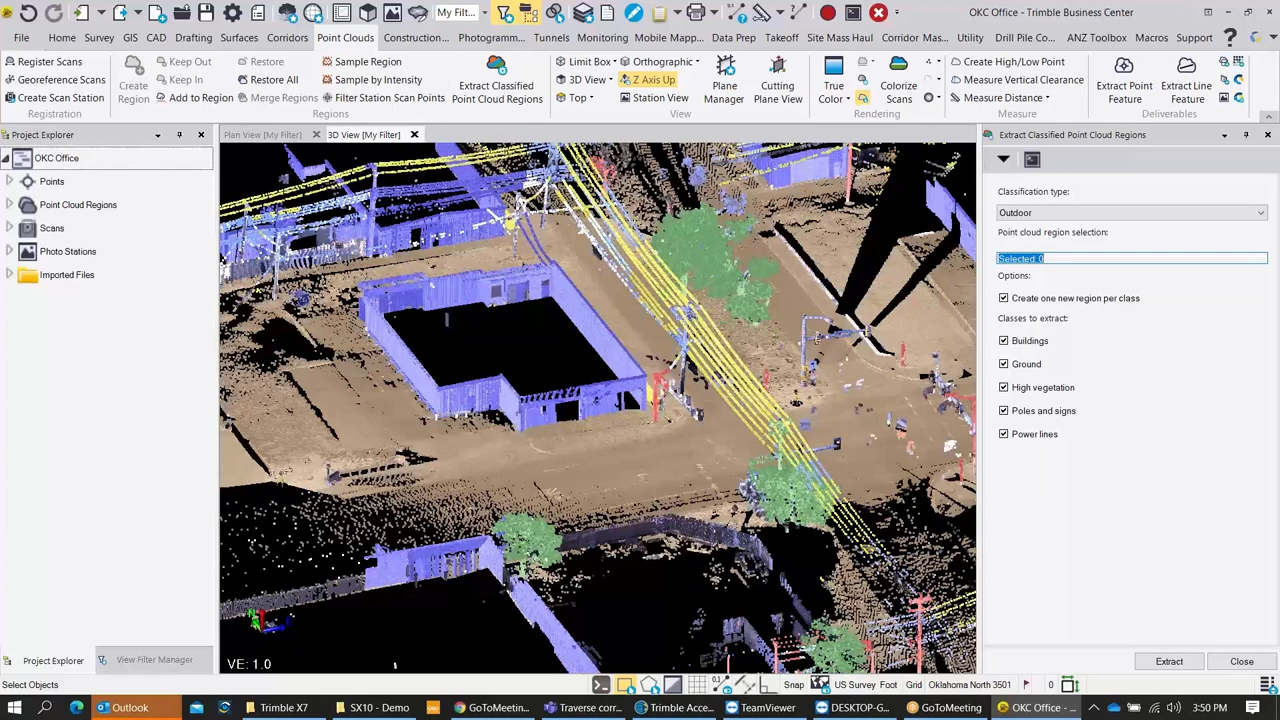 My Filt...
OKC Office - Trimble Business Center
File Home Survey GIS CAD Drafting Surfaces Corridors Point Clouds Construction... Photogramm... Tunnels Monitoring Mobile Mapp... Data Prep Takeoff Site Mass Haul Corridor Mas... Utility Drill Pile Co... ANZ Toolbox Macros Support
Register Scans
Georeference Scans
Create Scan Station
Registration
Create Region
Keep Out
Keep In
Add to Region
Restore
Restore All
Merge Regions
Sample Region
Sample by Intensity
Filter Station Scan Points
Regions
Extract Classified Point Cloud Regions
Limit Box
3D View
Top
Orthographic
Z Axis Up
Station View
View
Plane Manager
Cutting Plane View
True Color
Colorize Scans
Rendering
Create High/Low Point
Measure Vertical Clearance
Measure Distance
Measure
Extract Point Feature
Extract Line Feature
Deliverables
Project Explorer
OKC Office
Points
Point Cloud Regions
Scans
Photo Stations
Imported Files
Project Explorer
View Filter Manager
Plan View [My Filter]
3D View [My Filter]
VE: 1.0
Extract Classified Point Cloud Regions
Classification type:
Outdoor
Point cloud region selection:
Selected: 0
Options:
Create one new region per class
Classes to extract:
Buildings
Ground
High vegetation
Poles and signs
Power lines
Extract
Close
Select Objects
Snap
US Survey Foot
Grid
Oklahoma North 3501
0
Outlook
Trimble X7
SX10 - Demo
GoToMeeting ...
Traverse corr...
Trimble Acce...
TeamViewer
DESKTOP-G...
GoToMeeting
OKC Office - ...
3:50 PM